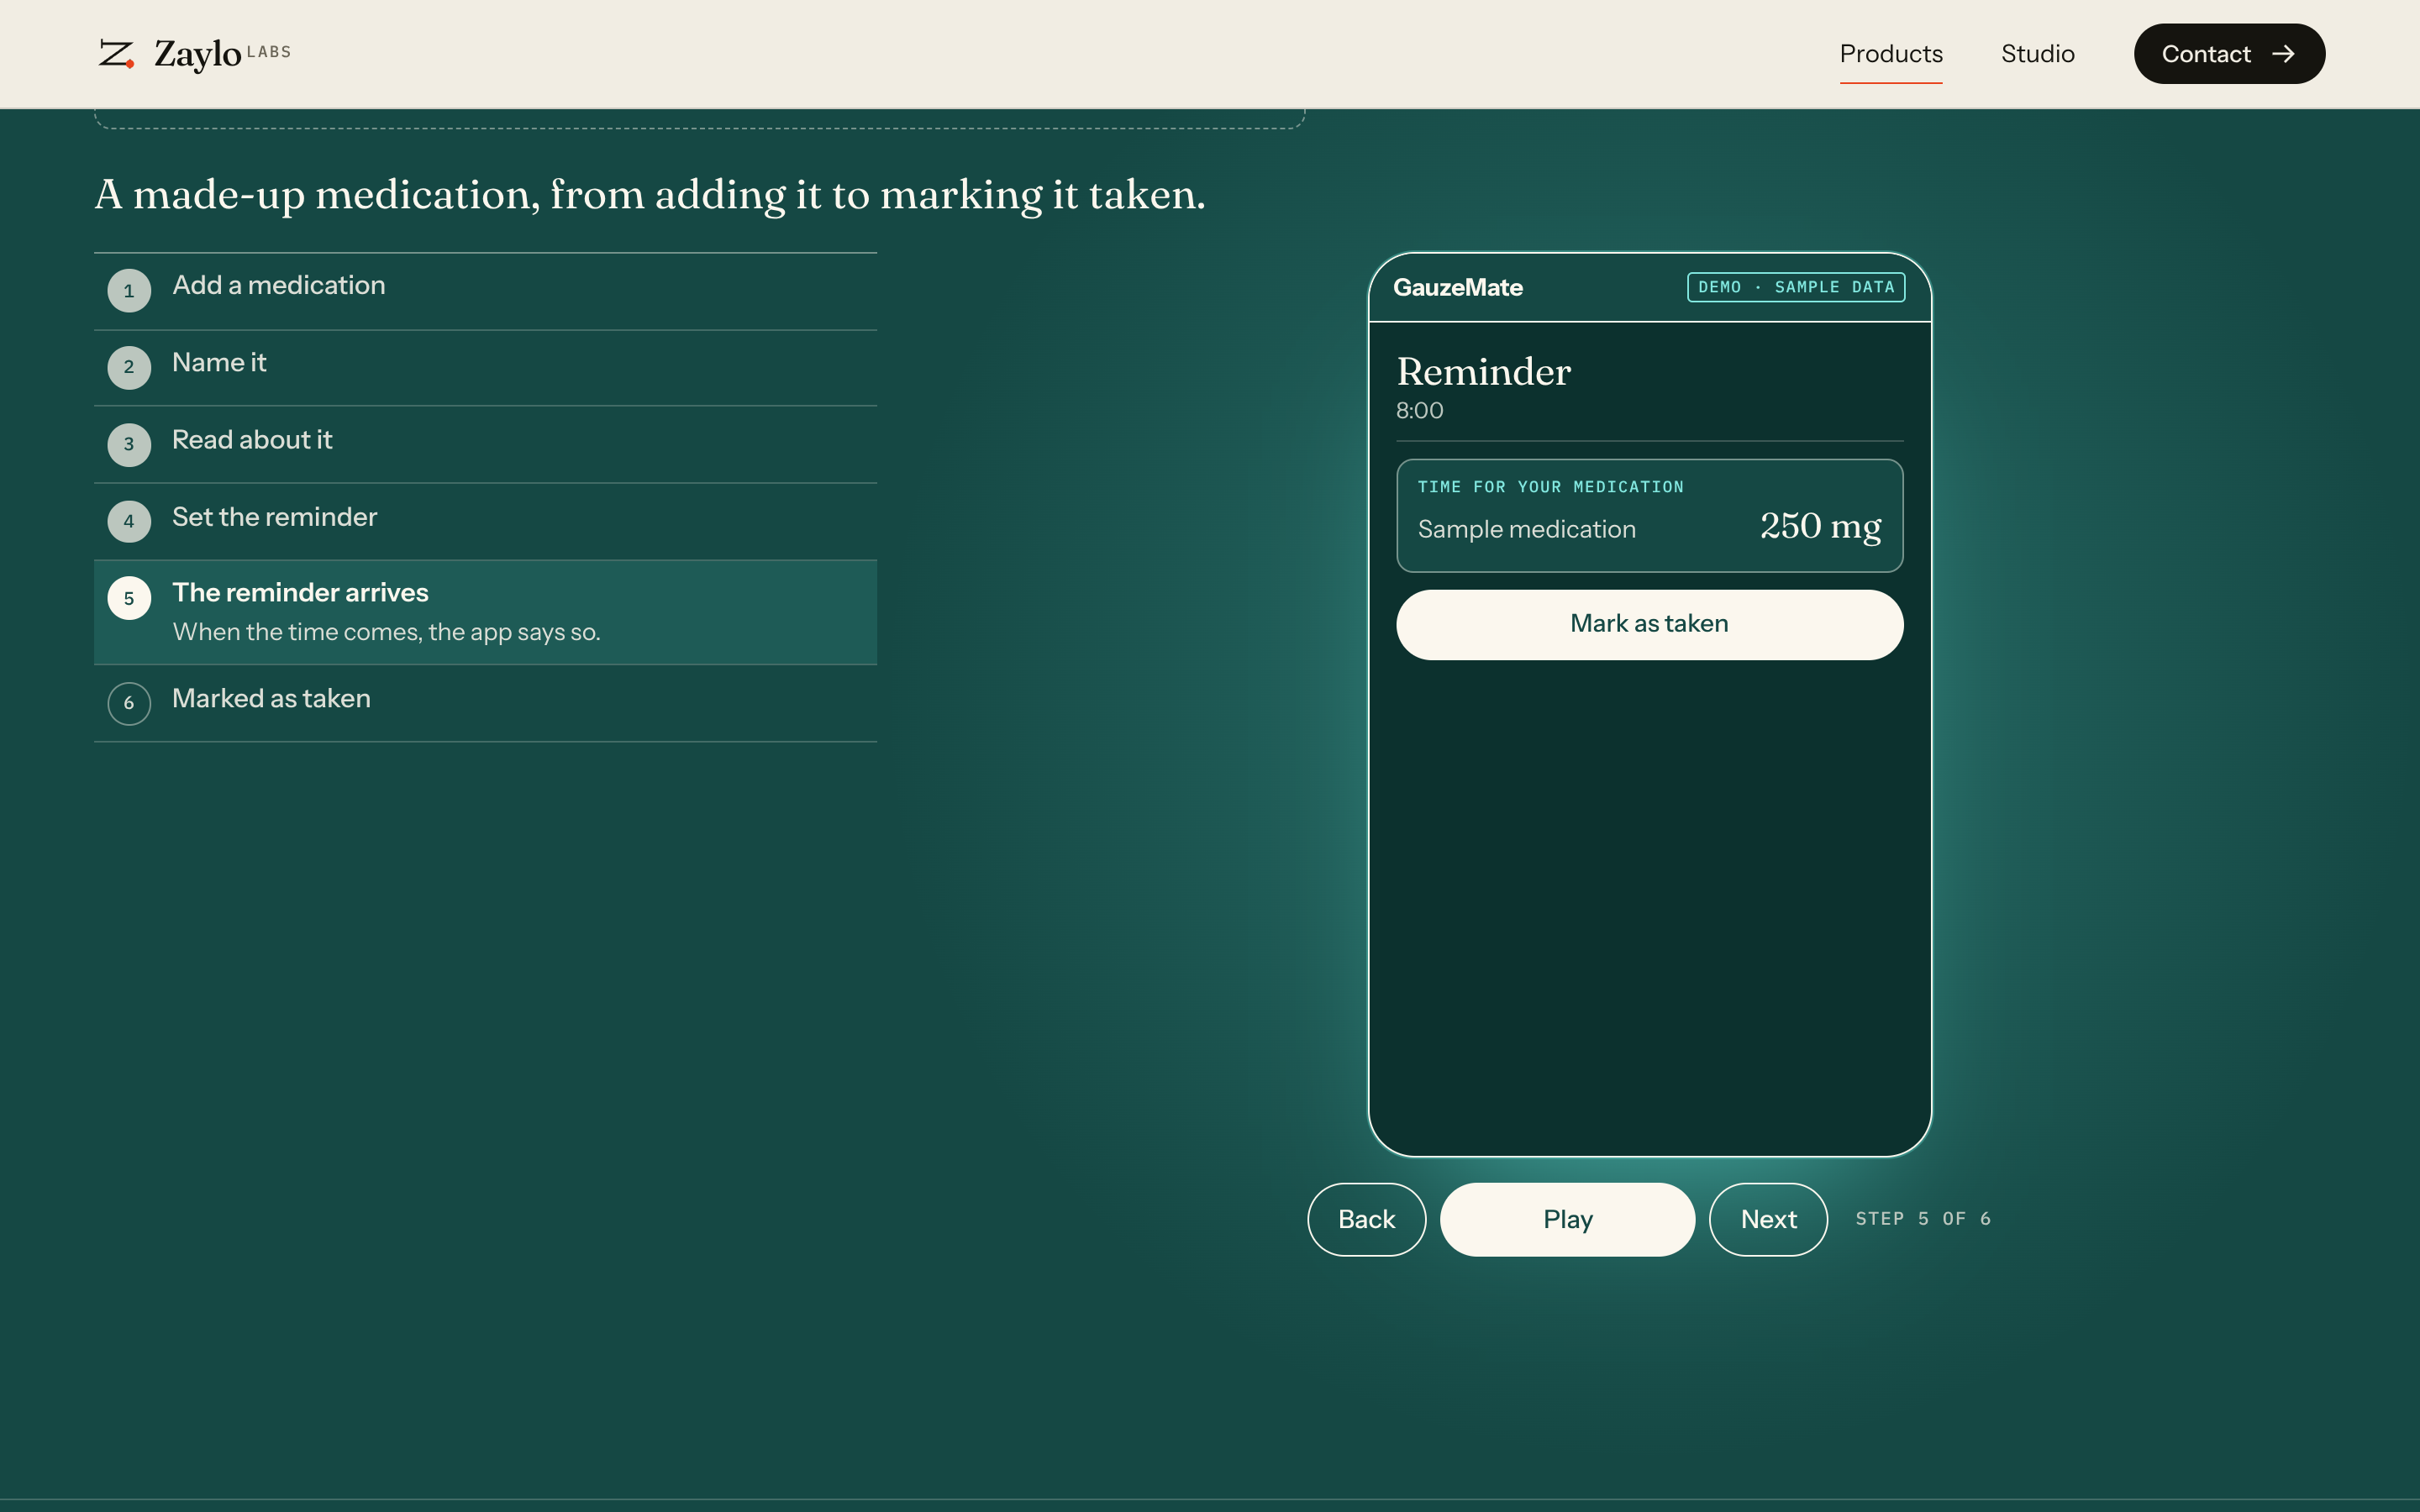 Zaylo LABS
Products
Studio
Contact →
A made-up medication, from adding it to marking it taken.
1 Add a medication
2 Name it
3 Read about it
4 Set the reminder
5 The reminder arrives
When the time comes, the app says so.
6 Marked as taken
GauzeMate
DEMO · SAMPLE DATA
Reminder
8:00
TIME FOR YOUR MEDICATION
Sample medication 250 mg
Mark as taken
Back
Play
Next
STEP 5 OF 6